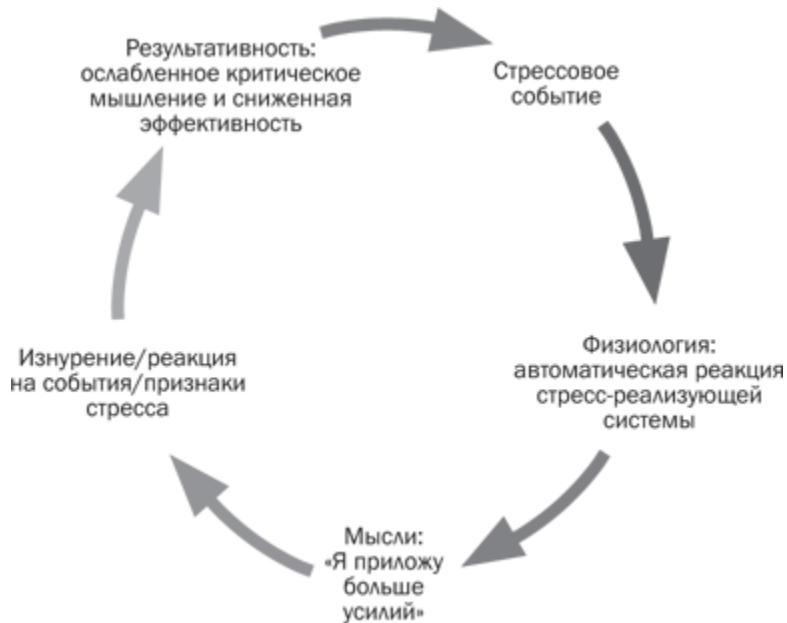 Результативность:
ослабленное критическое
мышление и сниженная
эффективность
Стрессовое
событие
Физиология:
автоматическая реакция
стресс-реализующей
системы
Мысли:
«Я приложу
больше
усилий»
Изнурение/реакция
на события/признаки
стресса